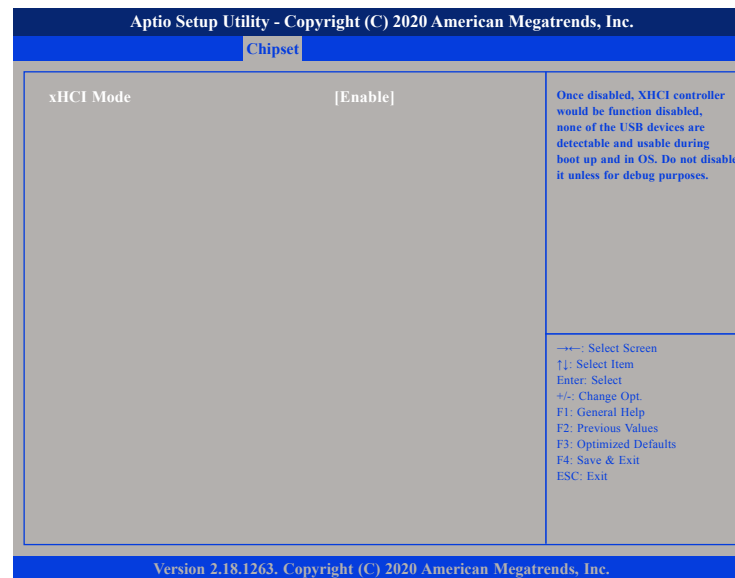 Aptio Setup Utility - Copyright (C) 2020 American Megatrends, Inc.
Chipset
xHCI Mode [Enable]
Once disabled, XHCI controller
would be function disabled,
none of the USB devices are
detectable and usable during
boot up and in OS. Do not disable
it unless for debug purposes.
→←: Select Screen
↑↓: Select Item
Enter: Select
+/-: Change Opt.
F1: General Help
F2: Previous Values
F3: Optimized Defaults
F4: Save & Exit
ESC: Exit
Version 2.18.1263. Copyright (C) 2020 American Megatrends, Inc.